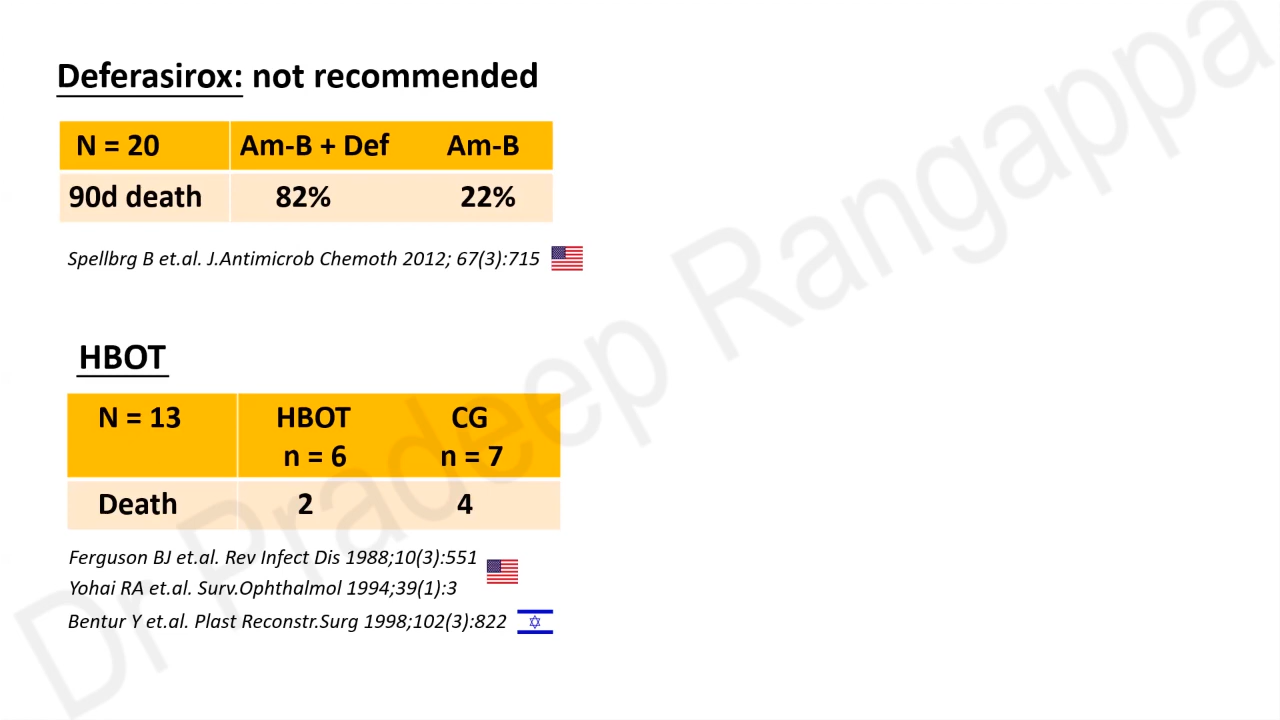 Deferasirox: not recommended
N = 20 Am-B + Def Am-B
90d death 82% 22%
Spellbrg B et.al. J.Antimicrob Chemoth 2012; 67(3):715
HBOT
N = 13 HBOT CG
n = 6 n = 7
Death 2 4
Ferguson BJ et.al. Rev Infect Dis 1988;10(3):551
Yohai RA et.al. Surv.Ophthalmol 1994;39(1):3
Bentur Y et.al. Plast Reconstr.Surg 1998;102(3):822
Dr Pradeep Rangappa